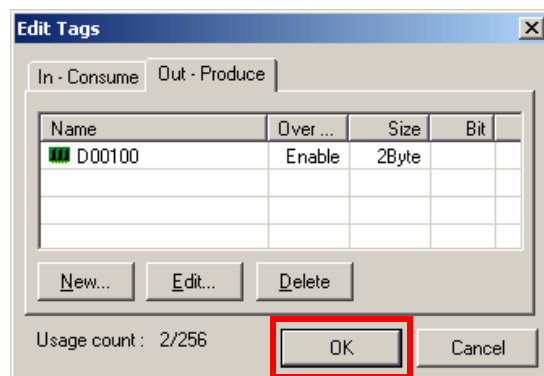 Edit Tags
In - Consume Out - Produce
Name Over ... Size Bit
D00100 Enable 2Byte
New... Edit... Delete
Usage count : 2/256 OK Cancel